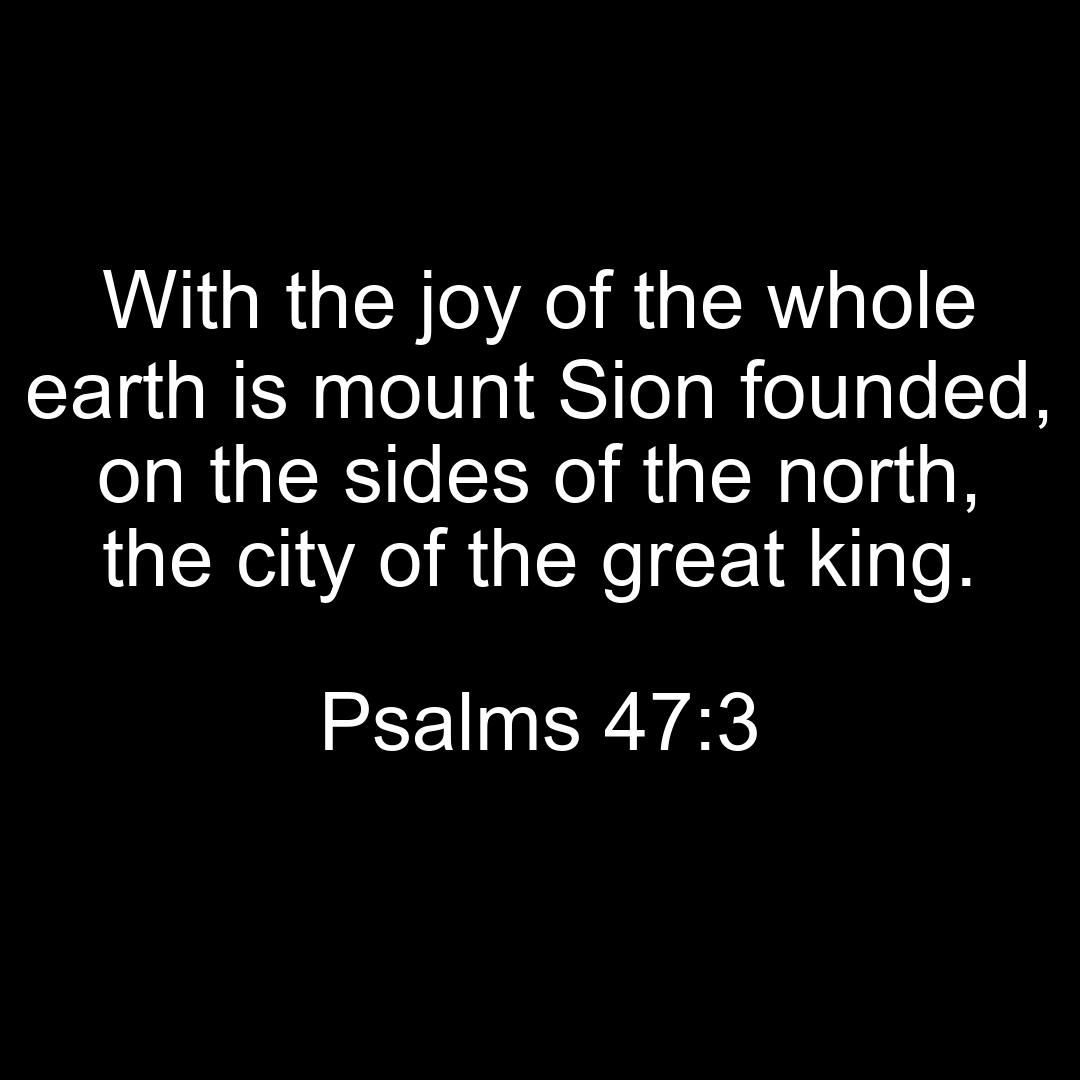 With the joy of the whole
earth is mount Sion founded,
on the sides of the north,
the city of the great king.
Psalms 47:3